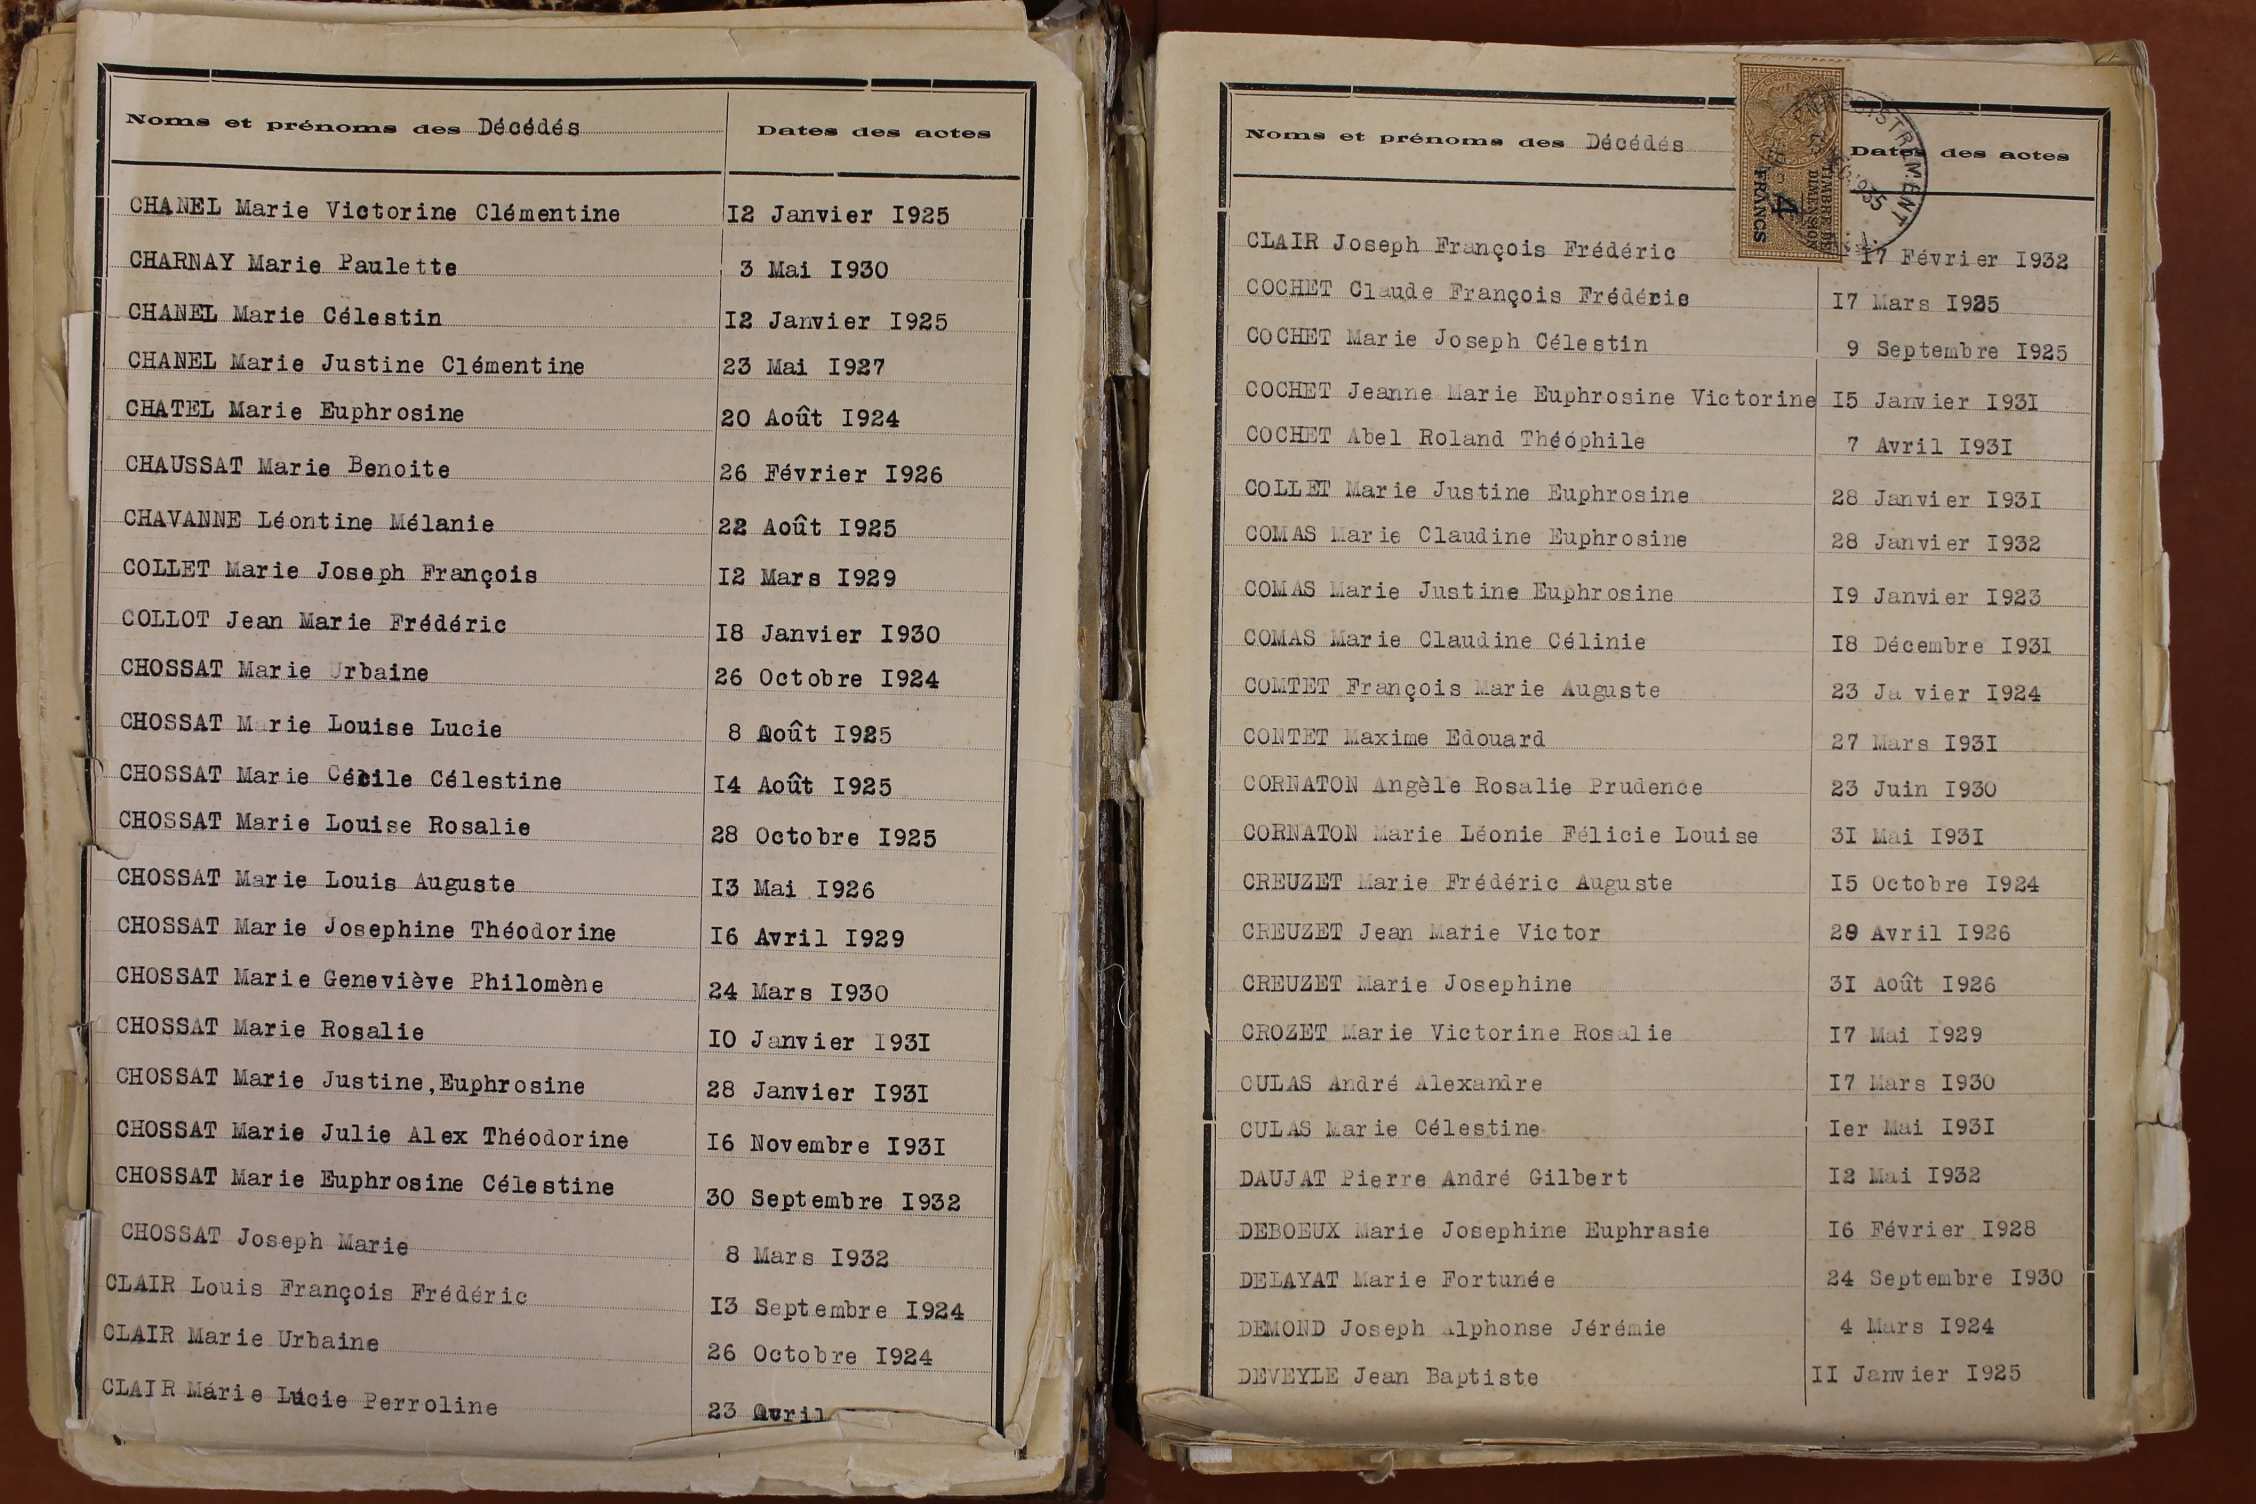 Noms et prénoms des Décédés Dates des actes
CHANEL Marie Victorine Clémentine I2 Janvier I925
CHARNAY Marie Paulette 3 Mai I930
CHANEL Marie Célestin I2 Janvier I925
CHANEL Marie Justine Clémentine 23 Mai I927
CHATEL Marie Euphrosine 20 Août I924
CHAUSSAT Marie Benoite 26 Février I926
CHAVANNE Léontine Mélanie 22 Août I925
COLLET Marie Joseph François I2 Mars I929
COLLOT Jean Marie Frédéric I8 Janvier I930
CHOSSAT Marie Urbaine 26 Octobre I924
CHOSSAT Marie Louise Lucie 8 Août I925
CHOSSAT Marie Cécile Célestine I4 Août I925
CHOSSAT Marie Louise Rosalie 28 Octobre I925
CHOSSAT Marie Louis Auguste I3 Mai I926
CHOSSAT Marie Josephine Théodorine I6 Avril I929
CHOSSAT Marie Geneviève Philomène 24 Mars I930
CHOSSAT Marie Rosalie I0 Janvier I93I
CHOSSAT Marie Justine,Euphrosine 28 Janvier I93I
CHOSSAT Marie Julie Alex Théodorine I6 Novembre I93I
CHOSSAT Marie Euphrosine Célestine 30 Septembre I932
CHOSSAT Joseph Marie 8 Mars I932
CLAIR Louis François Frédéric I3 Septembre I924
CLAIR Marie Urbaine 26 Octobre I924
CLAIR Marie Lucie Perroline 23 Avril
Noms et prénoms des Décédés Dates des actes
TIMBRE DE
DIMENSION
4
FRANCS
ENREGISTREMENT
CLAIR Joseph François Frédéric I7 Février I932
COCHET Claude François Frédéric I7 Mars I925
COCHET Marie Joseph Célestin 9 Septembre I925
COCHET Jeanne Marie Euphrosine Victorine I5 Janvier I93I
COCHET Abel Roland Théophile 7 Avril I93I
COLLET Marie Justine Euphrosine 28 Janvier I93I
COMAS Marie Claudine Euphrosine 28 Janvier I932
COMAS Marie Justine Euphrosine I9 Janvier I923
COMAS Marie Claudine Célinie I8 Décembre I93I
COMTET François Marie Auguste 23 Ja vier I924
CONTET Maxime Edouard 27 Mars I93I
CORNATON Angèle Rosalie Prudence 23 Juin I930
CORNATON Marie Léonie Félicie Louise 3I Mai I93I
CREUZET Marie Frédéric Auguste I5 Octobre I924
CREUZET Jean Marie Victor 29 Avril I926
CREUZET Marie Josephine 3I Août I926
CROZET Marie Victorine Rosalie I7 Mai I929
CULAS André Alexandre I7 Mars I930
CULAS Marie Célestine Ier Mai I93I
DAUJAT Pierre André Gilbert I2 Mai I932
DEBOEUX Marie Josephine Euphrasie I6 Février I928
DELAYAT Marie Fortunée 24 Septembre I930
DEMOND Joseph Alphonse Jérémie 4 Mars I924
DEVEYLE Jean Baptiste II Janvier I925